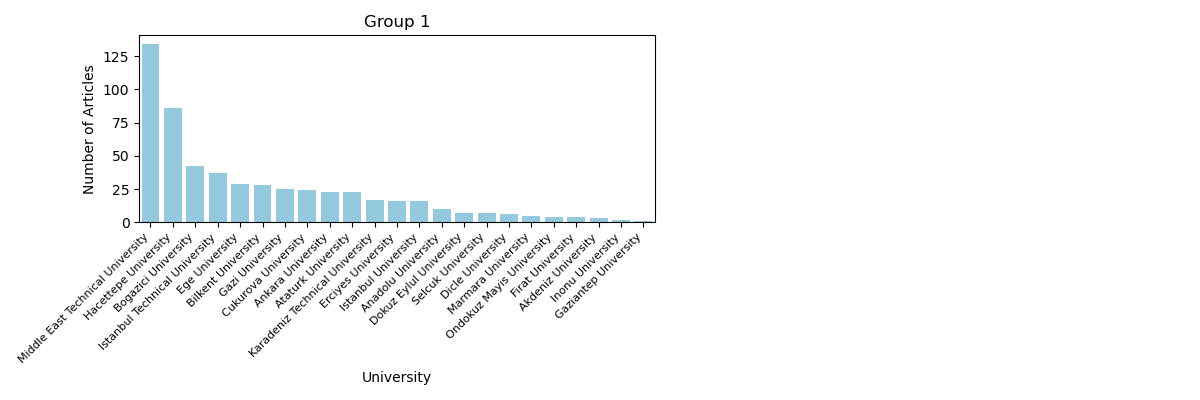 Group 1
Number of Articles
125
100
75
50
25
0
Middle East Technical University
Hacettepe University
Bogazici University
Istanbul Technical University
Ege University
Bilkent University
Gazi University
Cukurova University
Ankara University
Ataturk University
Karadeniz Technical University
Erciyes University
Istanbul University
Anadolu University
Dokuz Eylul University
Selcuk University
Dicle University
Marmara University
Ondokuz Mayis University
Firat University
Akdeniz University
Inonu University
Gaziantep University
University